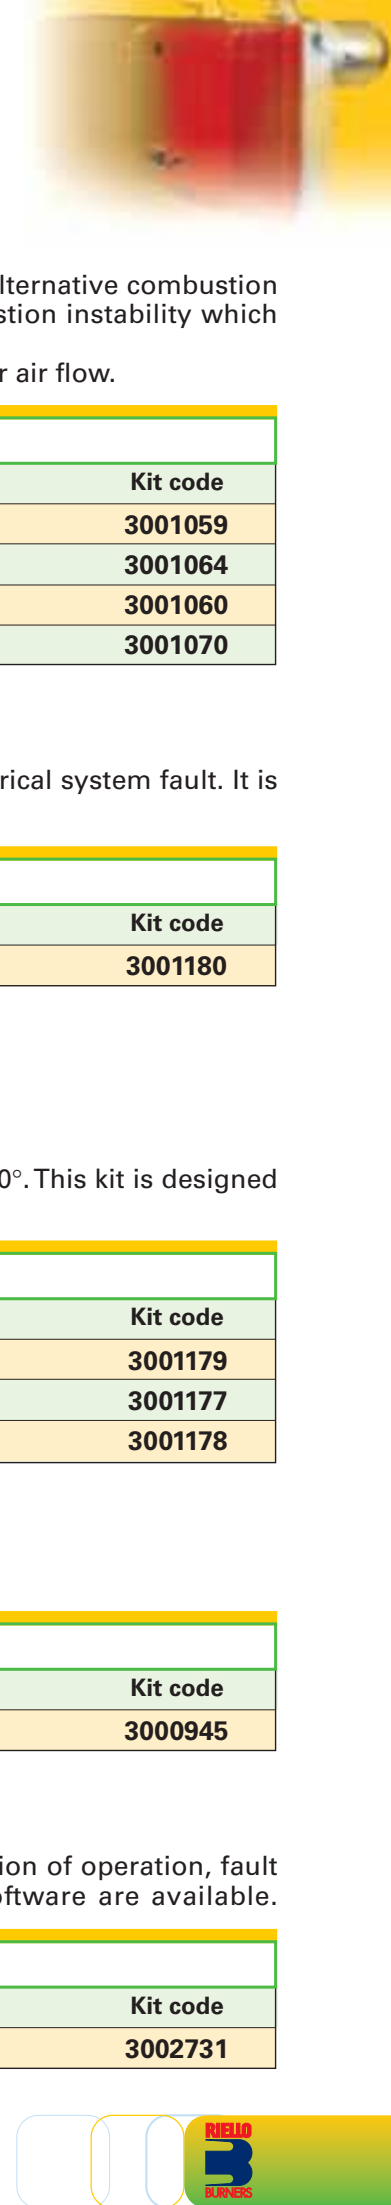 lternative combustion
stion instability which
r air flow.
Kit code
3001059
3001064
3001060
3001070
rical system fault. It is
Kit code
3001180
0°. This kit is designed
Kit code
3001179
3001177
3001178
Kit code
3000945
ion of operation, fault
oftware are available.
Kit code
3002731
RIELLO
BURNERS